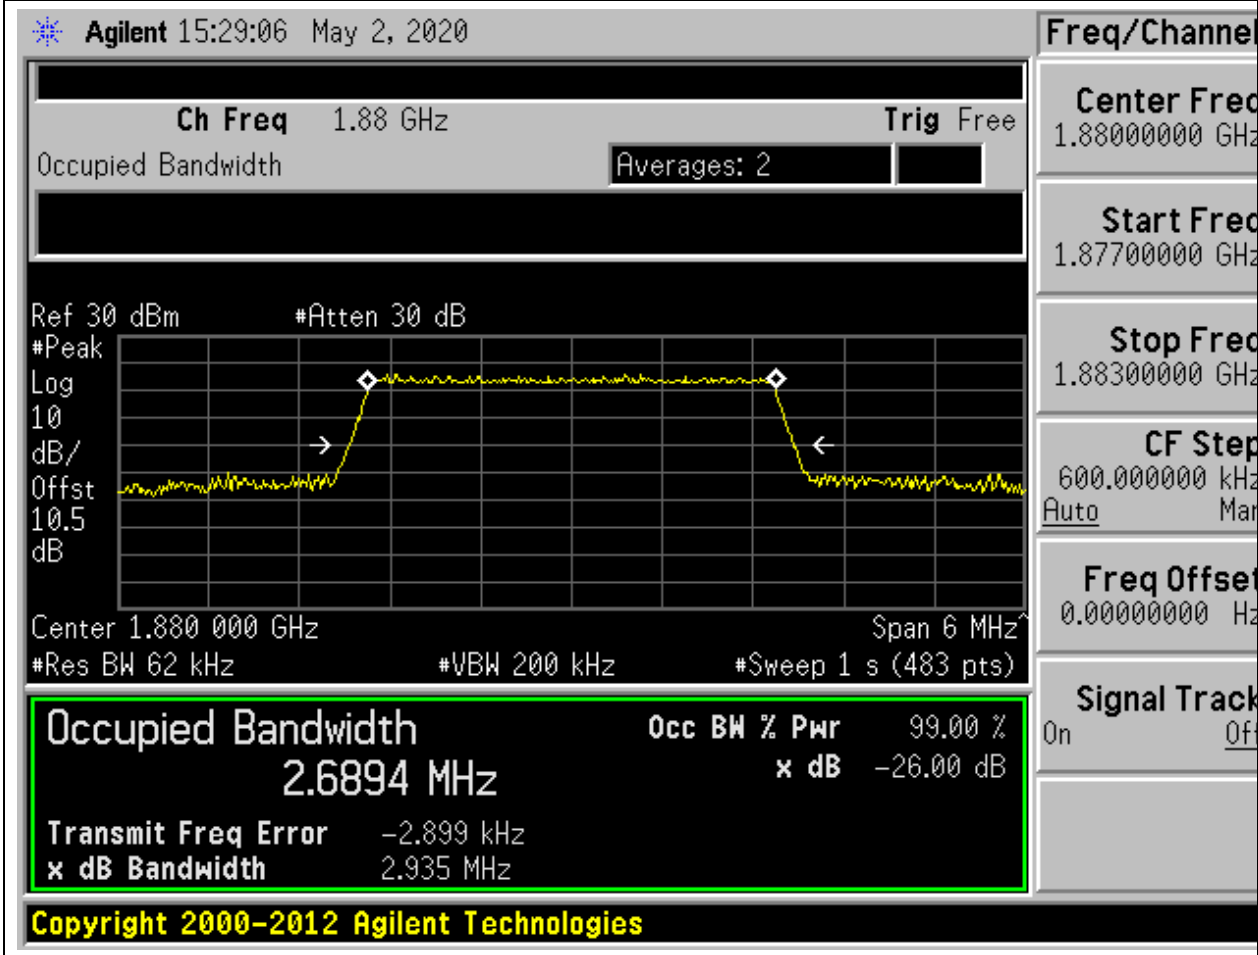 Agilent 15:29:06 May 2, 2020
Freq/Channel
Ch Freq 1.88 GHz Trig Free
Occupied Bandwidth Averages: 2
Ref 30 dBm #Atten 30 dB
#Peak
Log
10
dB/
Offst
10.5
dB
Center 1.880 000 GHz Span 6 MHz^
#Res BW 62 kHz #VBW 200 kHz #Sweep 1 s (483 pts)
Occupied Bandwidth Occ BW % Pwr 99.00 %
2.6894 MHz x dB -26.00 dB
Transmit Freq Error -2.899 kHz
x dB Bandwidth 2.935 MHz
Copyright 2000-2012 Agilent Technologies
Center Freq
1.88000000 GHz
Start Freq
1.87700000 GHz
Stop Freq
1.88300000 GHz
CF Step
600.000000 kHz
Auto Man
Freq Offset
0.00000000 Hz
Signal Track
On Off